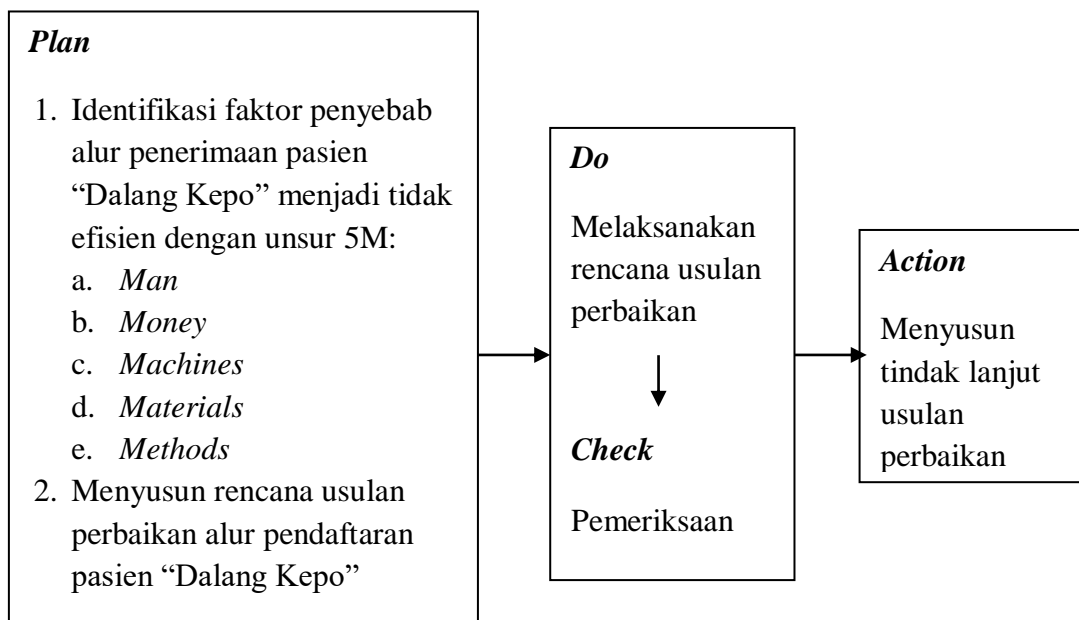 Plan
1. Identifikasi faktor penyebab
alur penerimaan pasien
“Dalang Kepo” menjadi tidak
efisien dengan unsur 5M:
a. Man
b. Money
c. Machines
d. Materials
e. Methods
2. Menyusun rencana usulan
perbaikan alur pendaftaran
pasien “Dalang Kepo”
Do
Melaksanakan
rencana usulan
perbaikan
Check
Pemeriksaan
Action
Menyusun
tindak lanjut
usulan
perbaikan